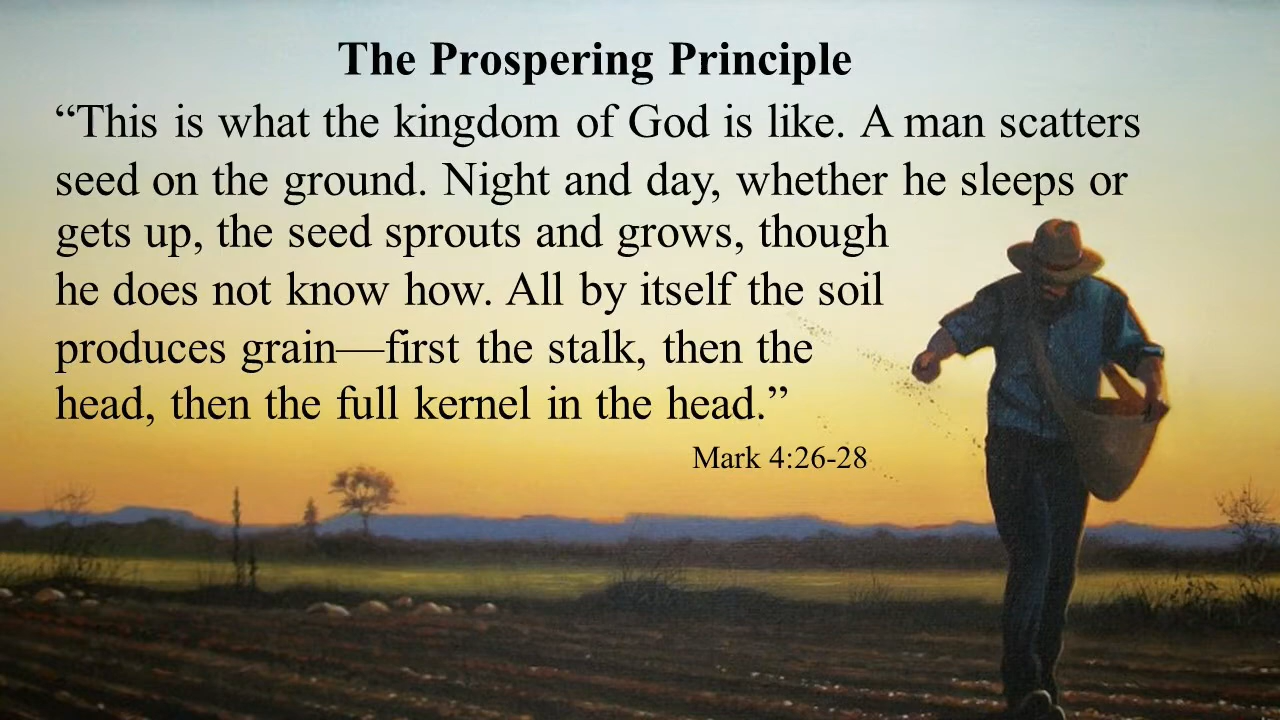 The Prospering Principle
“This is what the kingdom of God is like. A man scatters
seed on the ground. Night and day, whether he sleeps or
gets up, the seed sprouts and grows, though
he does not know how. All by itself the soil
produces grain—first the stalk, then the
head, then the full kernel in the head.”
Mark 4:26-28